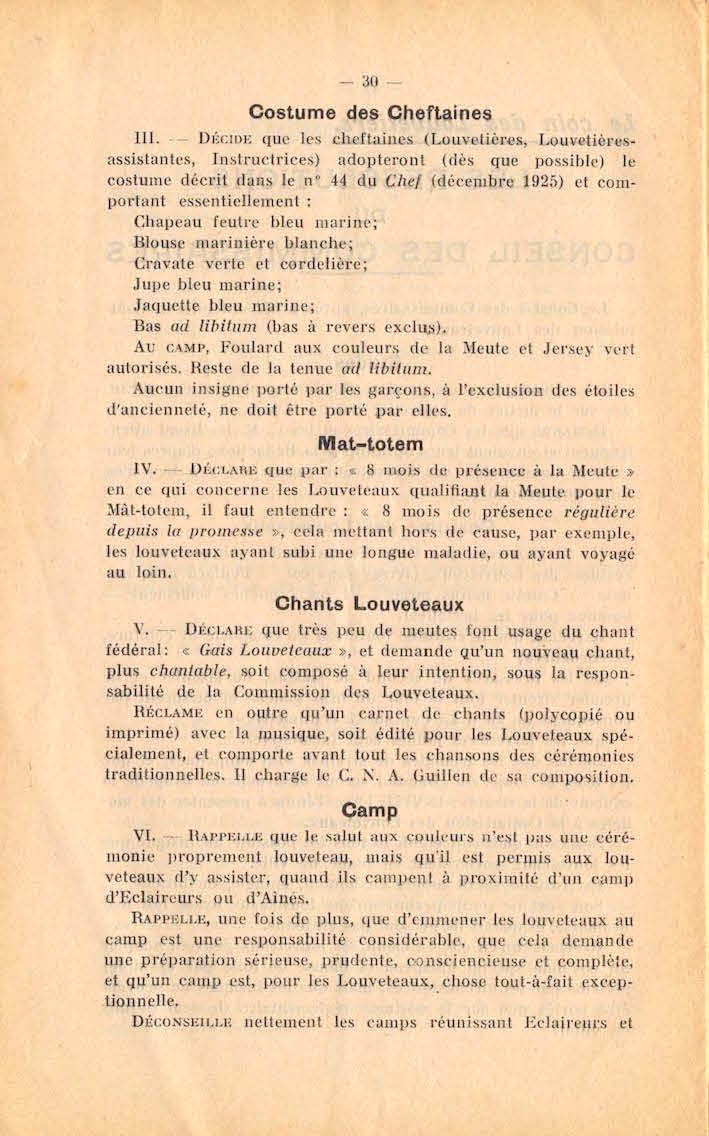 — 30 —
Costume des Cheftaines
III. — DÉCIDE que les cheftaines (Louvetières, Louvetières-
assistantes, Instructrices) adopteront (dès que possible) le
costume décrit dans le n° 44 du Chef (décembre 1925) et com-
portant essentiellement :
Chapeau feutre bleu marine;
Blouse marinière blanche;
Cravate verte et cordelière;
Jupe bleu marine;
Jaquette bleu marine;
Bas ad libitum (bas à revers exclus).
AU CAMP, Foulard aux couleurs de la Meute et Jersey vert
autorisés. Reste de la tenue ad libitum.
Aucun insigne porté par les garçons, à l'exclusion des étoiles
d'ancienneté, ne doit être porté par elles.
Mat-totem
IV. — DÉCLARE que par : « 8 mois de présence à la Meute »
en ce qui concerne les Louveteaux qualifiant la Meute pour le
Mât-totem, il faut entendre : « 8 mois de présence régulière
depuis la promesse », cela mettant hors de cause, par exemple,
les louveteaux ayant subi une longue maladie, ou ayant voyagé
au loin.
Chants Louveteaux
V. — DÉCLARE que très peu de meutes font usage du chant
fédéral: « Gais Louveteaux », et demande qu'un nouveau chant,
plus chantable, soit composé à leur intention, sous la respon-
sabilité de la Commission des Louveteaux.
RÉCLAME en outre qu'un carnet de chants (polycopié ou
imprimé) avec la musique, soit édité pour les Louveteaux spé-
cialement, et comporte avant tout les chansons des cérémonies
traditionnelles. Il charge le C. N. A. Guillen de sa composition.
Camp
VI. — RAPPELLE que le salut aux couleurs n'est pas une céré-
monie proprement louveteau, mais qu'il est permis aux lou-
veteaux d'y assister, quand ils campent à proximité d'un camp
d'Eclaireurs ou d'Aînés.
RAPPELLE, une fois de plus, que d'emmener les louveteaux au
camp est une responsabilité considérable, que cela demande
une préparation sérieuse, prudente, consciencieuse et complète,
et qu'un camp est, pour les Louveteaux, chose tout-à-fait excep-
tionnelle.
DÉCONSEILLE nettement les camps réunissant Eclaireurs et